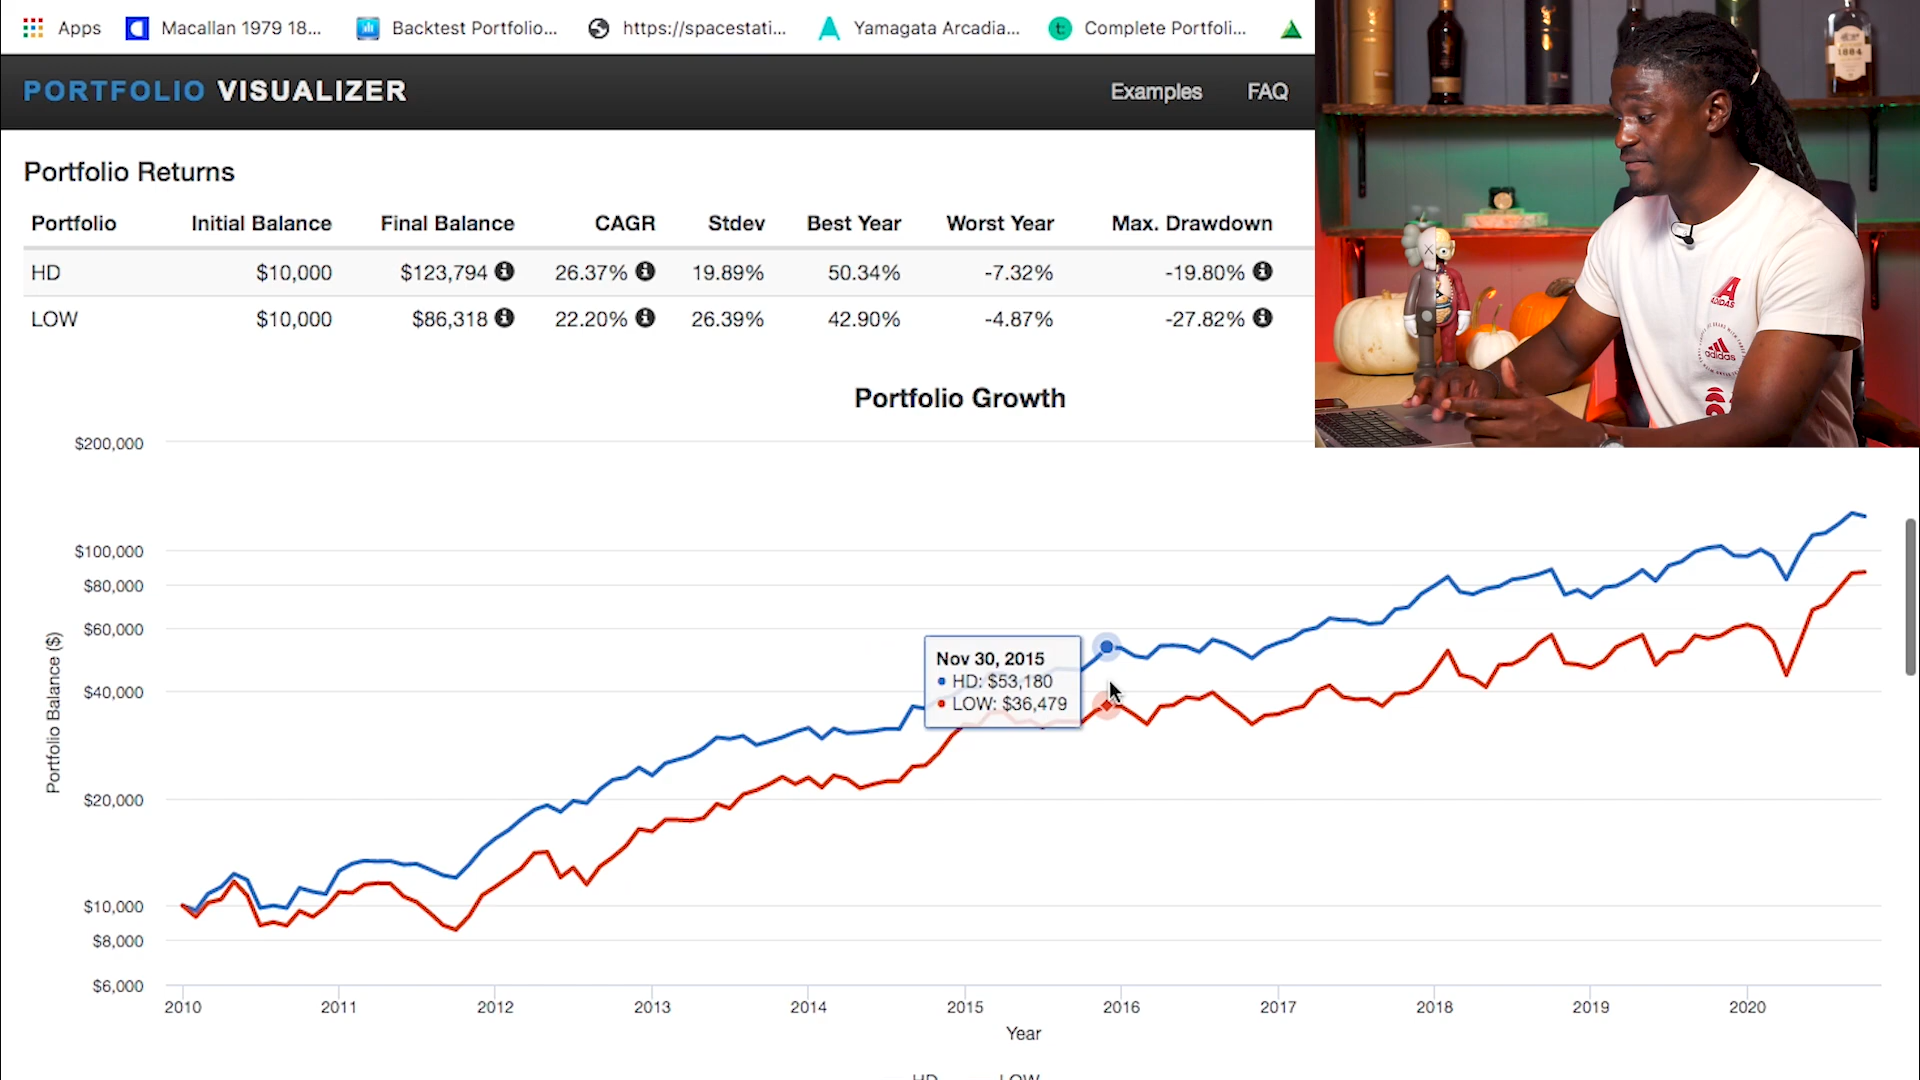 Apps Macallan 1979 18... Backtest Portfolio... https://spacestati... Yamagata Arcadia... Complete Portfoli...
PORTFOLIO VISUALIZER Examples FAQ
Portfolio Returns
Portfolio Initial Balance Final Balance CAGR Stdev Best Year Worst Year Max. Drawdown
HD $10,000 $123,794 26.37% 19.89% 50.34% -7.32% -19.80%
LOW $10,000 $86,318 22.20% 26.39% 42.90% -4.87% -27.82%
1884
A
ADIDAS
adidas
Portfolio Growth
$200,000
$100,000
$80,000
$60,000
$40,000
$20,000
$10,000
$8,000
$6,000
Portfolio Balance ($)
Nov 30, 2015
HD: $53,180
LOW: $36,479
2010 2011 2012 2013 2014 2015 2016 2017 2018 2019 2020
Year
HD LOW